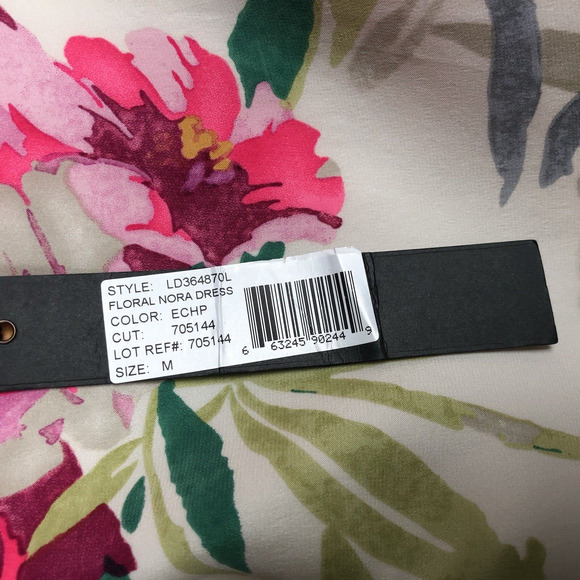 STYLE: LD364870L
FLORAL NORA DRESS
COLOR: ECHP
CUT: 705144
LOT REF#: 705144
SIZE: M
6 63245 90244 9